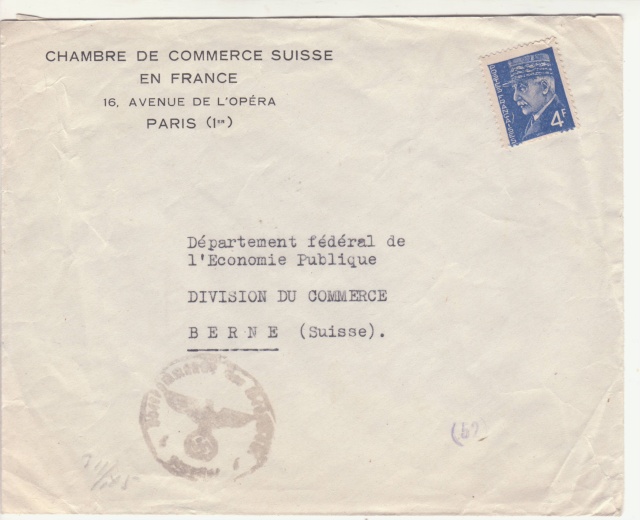 CHAMBRE DE COMMERCE SUISSE
EN FRANCE
16, AVENUE DE L'OPÉRA
PARIS (1er)
4F
Département fédéral de
l'Economie Publique
DIVISION DU COMMERCE
B E R N E (Suisse).